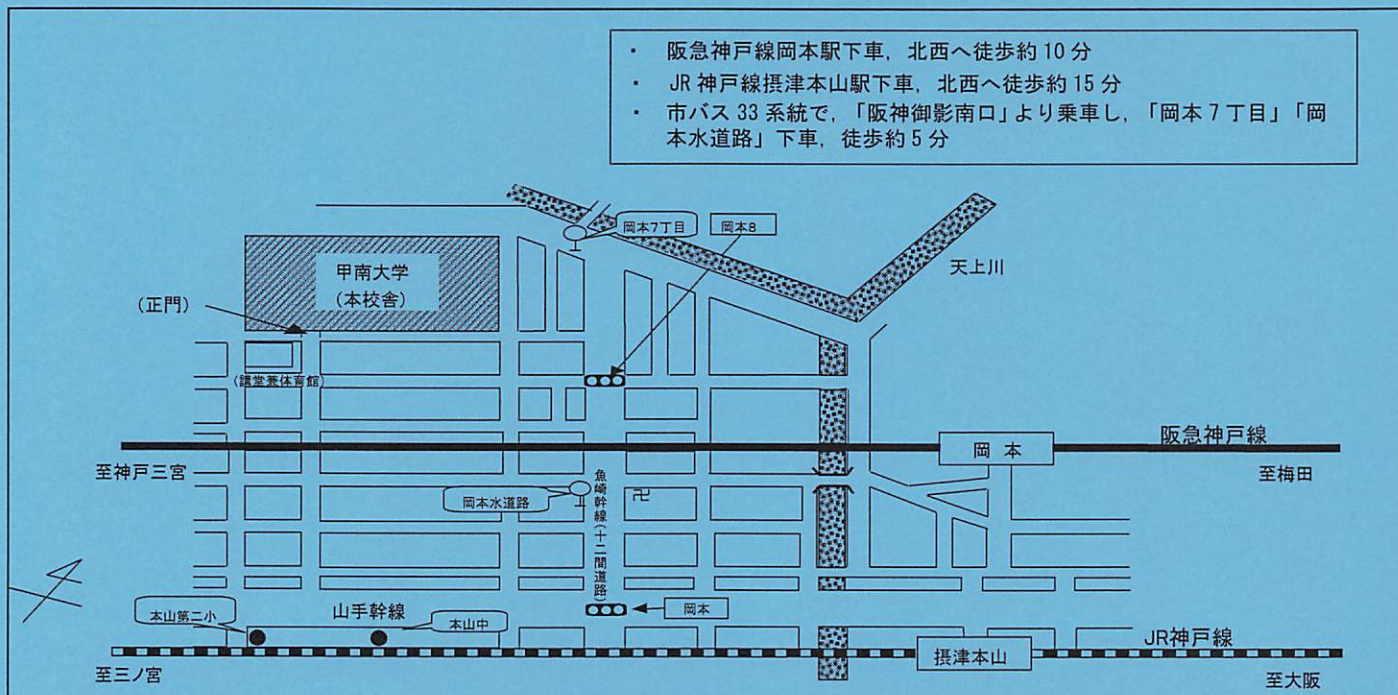 ・ 阪急神戸線岡本駅下車，北西へ徒歩約10分
・ JR神戸線摂津本山駅下車，北西へ徒歩約15分
・ 市バス33系統で，「阪神御影南口」より乗車し，「岡本7丁目」「岡
本水道路」下車，徒歩約5分
岡本7丁目
岡本8
天上川
甲南大学
(本校舎)
(正門)
(講堂兼体育館)
阪急神戸線
岡 本
至神戸三宮
至梅田
岡本水道路
魚崎幹線(十二間道路)
卍
岡本
本山第二小
山手幹線
本山中
JR神戸線
摂津本山
至三ノ宮
至大阪